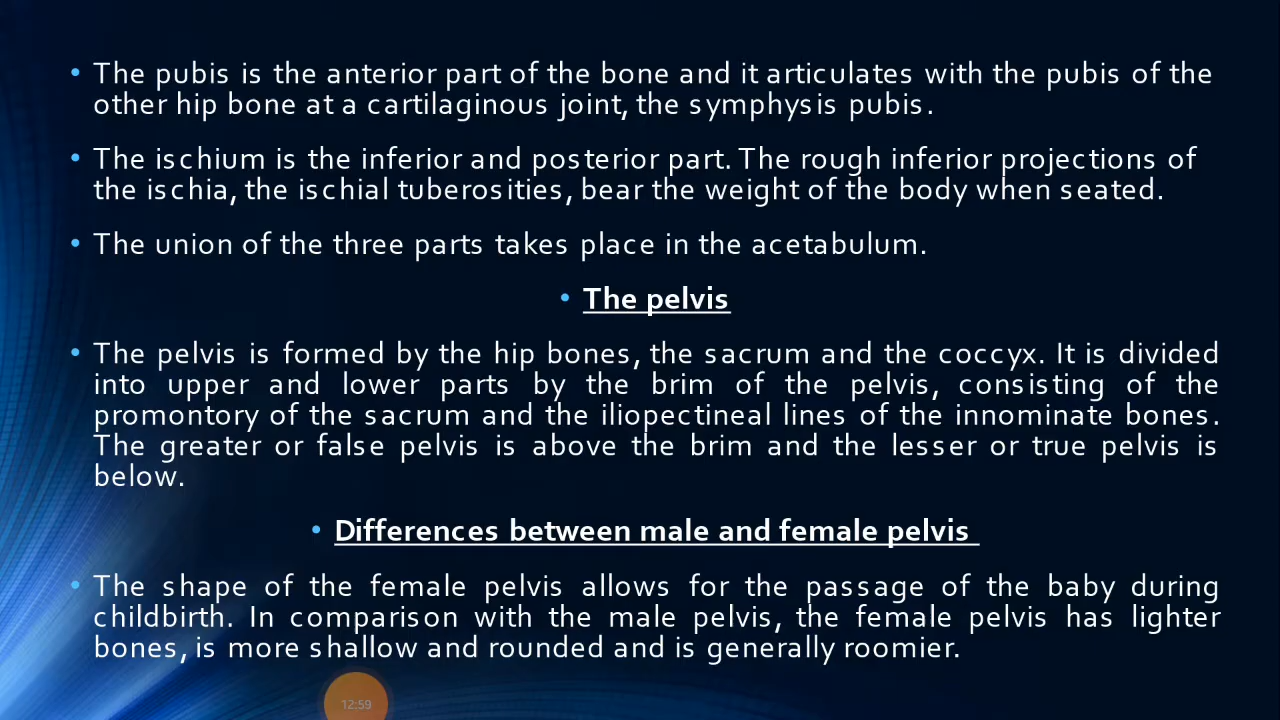 • The pubis is the anterior part of the bone and it articulates with the pubis of the
other hip bone at a cartilaginous joint, the symphysis pubis.
• The ischium is the inferior and posterior part. The rough inferior projections of
the ischia, the ischial tuberosities, bear the weight of the body when seated.
• The union of the three parts takes place in the acetabulum.
• The pelvis
• The pelvis is formed by the hip bones, the sacrum and the coccyx. It is divided
into upper and lower parts by the brim of the pelvis, consisting of the
promontory of the sacrum and the iliopectineal lines of the innominate bones.
The greater or false pelvis is above the brim and the lesser or true pelvis is
below.
• Differences between male and female pelvis
• The shape of the female pelvis allows for the passage of the baby during
childbirth. In comparison with the male pelvis, the female pelvis has lighter
bones, is more shallow and rounded and is generally roomier.
12:59